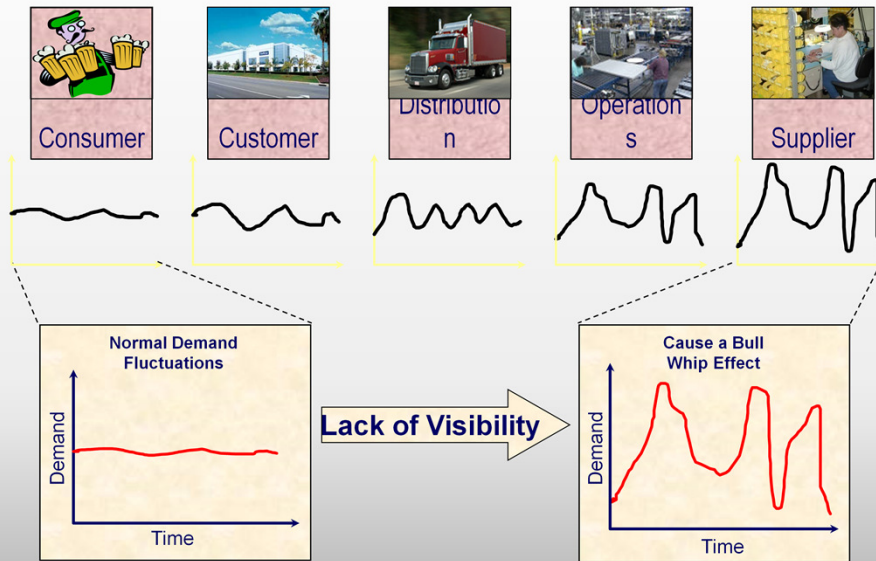 Consumer
Customer
Distributio
n
Operation
s
Supplier
Normal Demand
Fluctuations
Demand
Time
Lack of Visibility
Cause a Bull
Whip Effect
Demand
Time